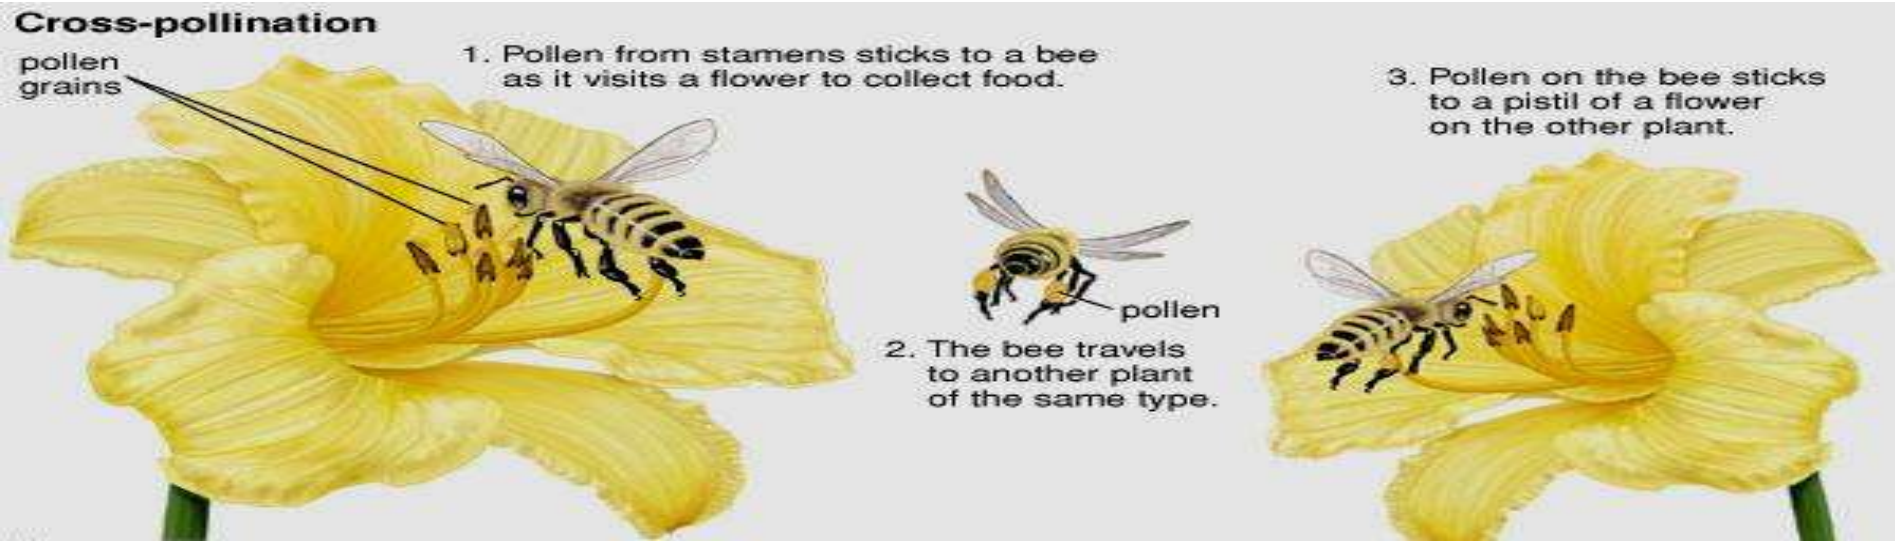 Cross-pollination
pollen
grains
1. Pollen from stamens sticks to a bee
as it visits a flower to collect food.
pollen
2. The bee travels
to another plant
of the same type.
3. Pollen on the bee sticks
to a pistil of a flower
on the other plant.